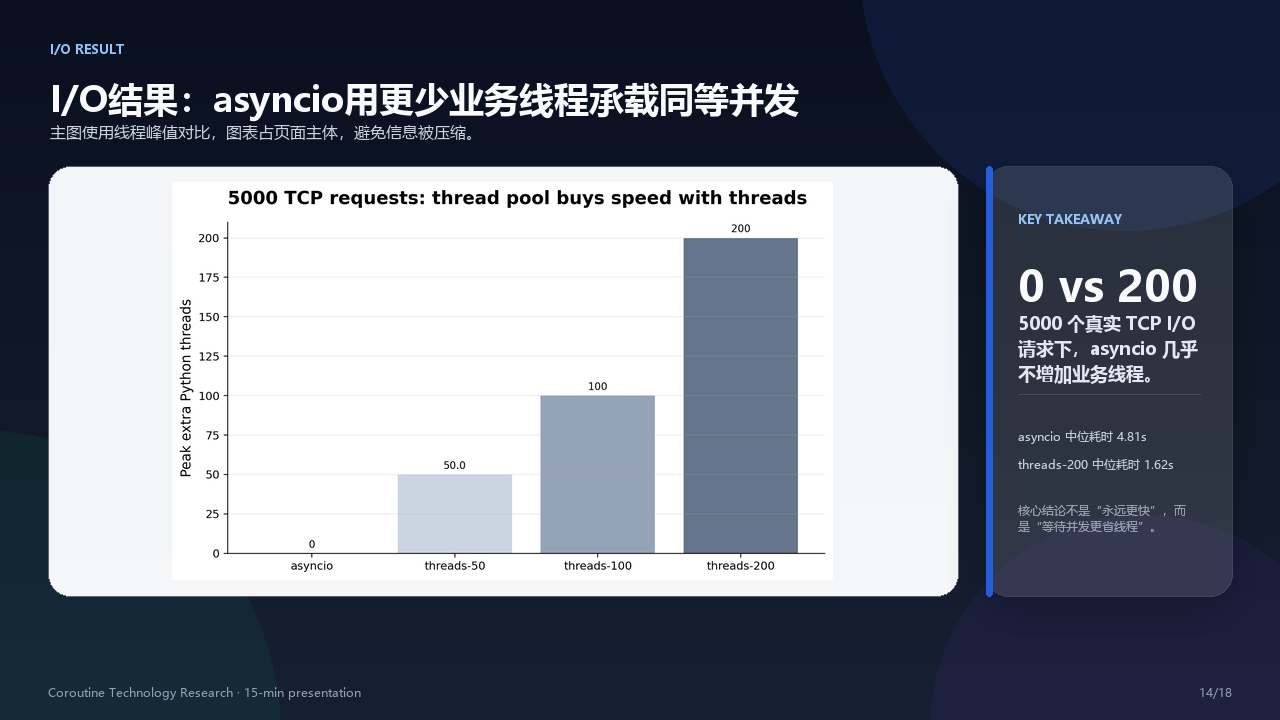 I/O RESULT
I/O结果：asyncio用更少业务线程承载同等并发
主图使用线程峰值对比，图表占页面主体，避免信息被压缩。
5000 TCP requests: thread pool buys speed with threads
Peak extra Python threads
200
175
150
125
100
75
50
25
0
0
50.0
100
200
asyncio
threads-50
threads-100
threads-200
KEY TAKEAWAY
0 vs 200
5000 个真实 TCP I/O
请求下，asyncio 几乎
不增加业务线程。
asyncio 中位耗时 4.81s
threads-200 中位耗时 1.62s
核心结论不是“永远更快”，而
是“等待并发更省线程”。
Coroutine Technology Research · 15-min presentation
14/18